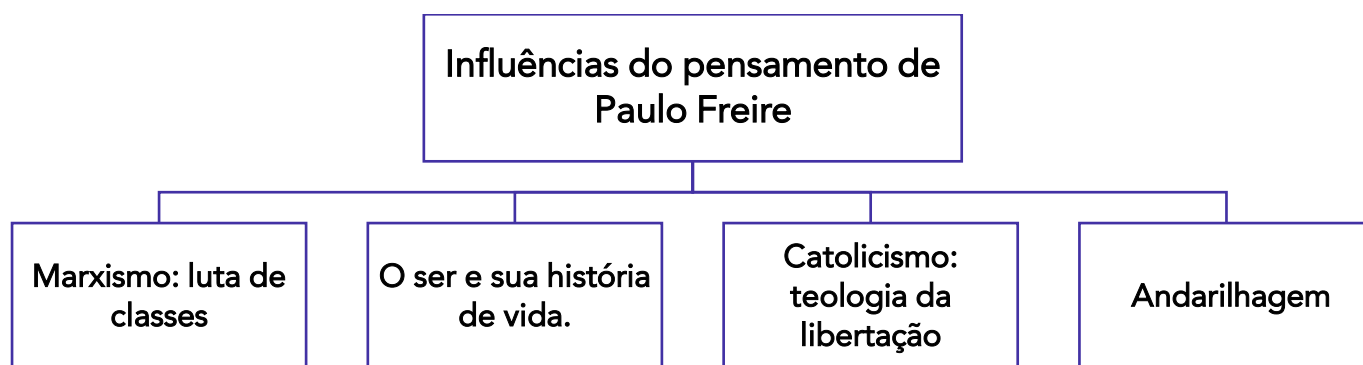 Influências do pensamento de
Paulo Freire
Marxismo: luta de
classes
O ser e sua história
de vida.
Catolicismo:
teologia da
libertação
Andarilhagem